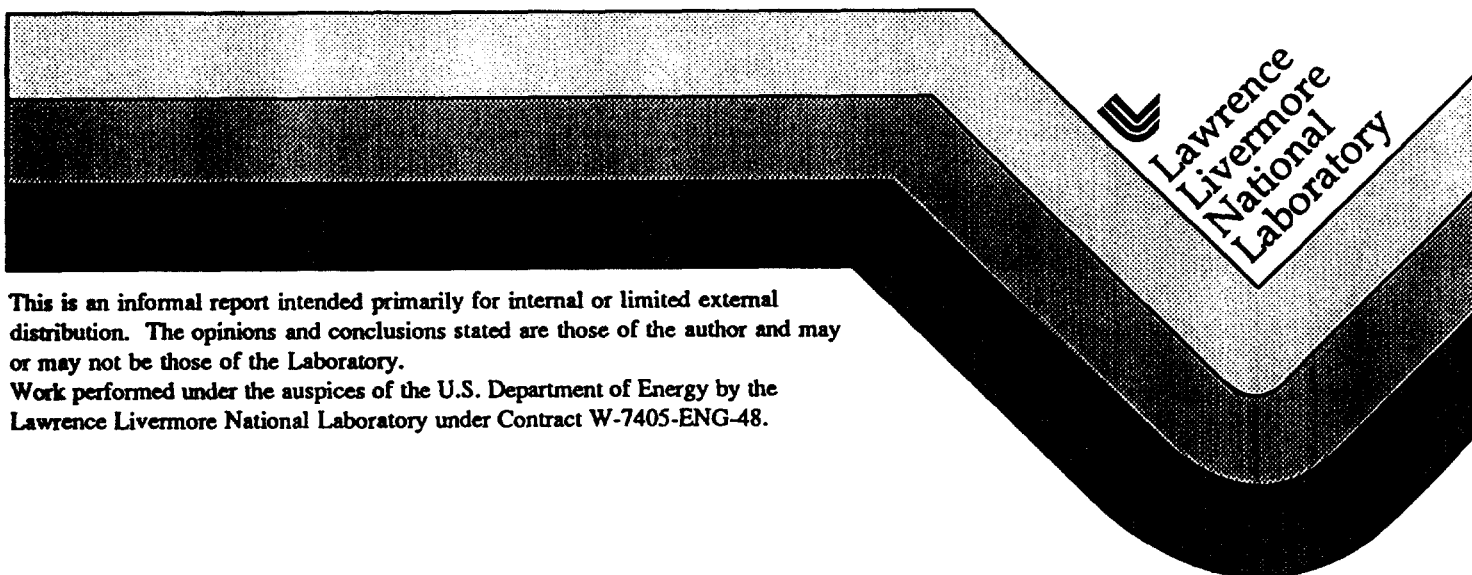 Lawrence
Livermore
National
Laboratory
This is an informal report intended primarily for internal or limited external
distribution. The opinions and conclusions stated are those of the author and may
or may not be those of the Laboratory.
Work performed under the auspices of the U.S. Department of Energy by the
Lawrence Livermore National Laboratory under Contract W-7405-ENG-48.